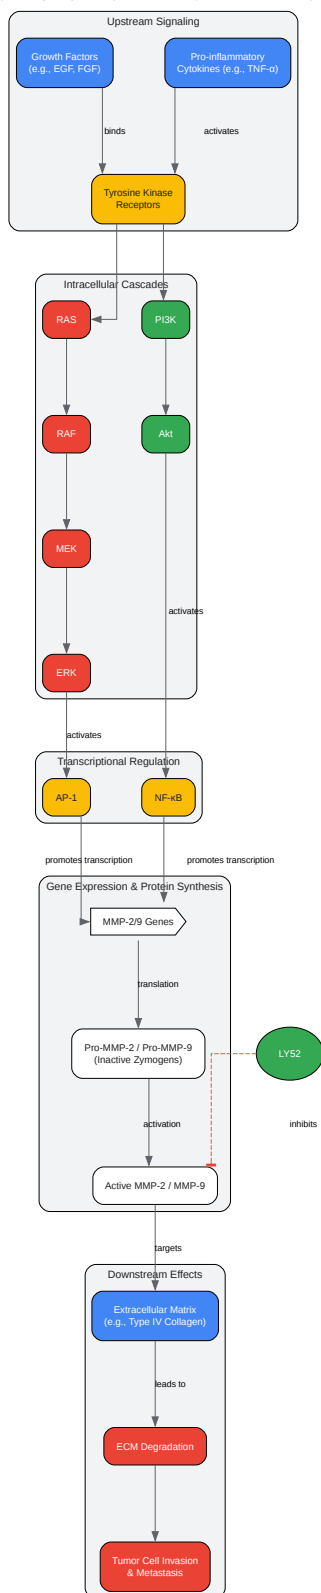 Upstream Signaling
Growth Factors
(e.g., EGF, FGF)
Pro-inflammatory
Cytokines (e.g., TNF-α)
binds
activates
Tyrosine Kinase
Receptors
Intracellular Cascades
RAS
PI3K
RAF
Akt
MEK
activates
ERK
activates
Transcriptional Regulation
AP-1
NF-κB
promotes transcription
promotes transcription
Gene Expression & Protein Synthesis
MMP-2/9 Genes
translation
Pro-MMP-2 / Pro-MMP-9
(Inactive Zymogens)
LY52
activation
inhibits
Active MMP-2 / MMP-9
targets
Downstream Effects
Extracellular Matrix
(e.g., Type IV Collagen)
leads to
ECM Degradation
Tumor Cell Invasion
& Metastasis